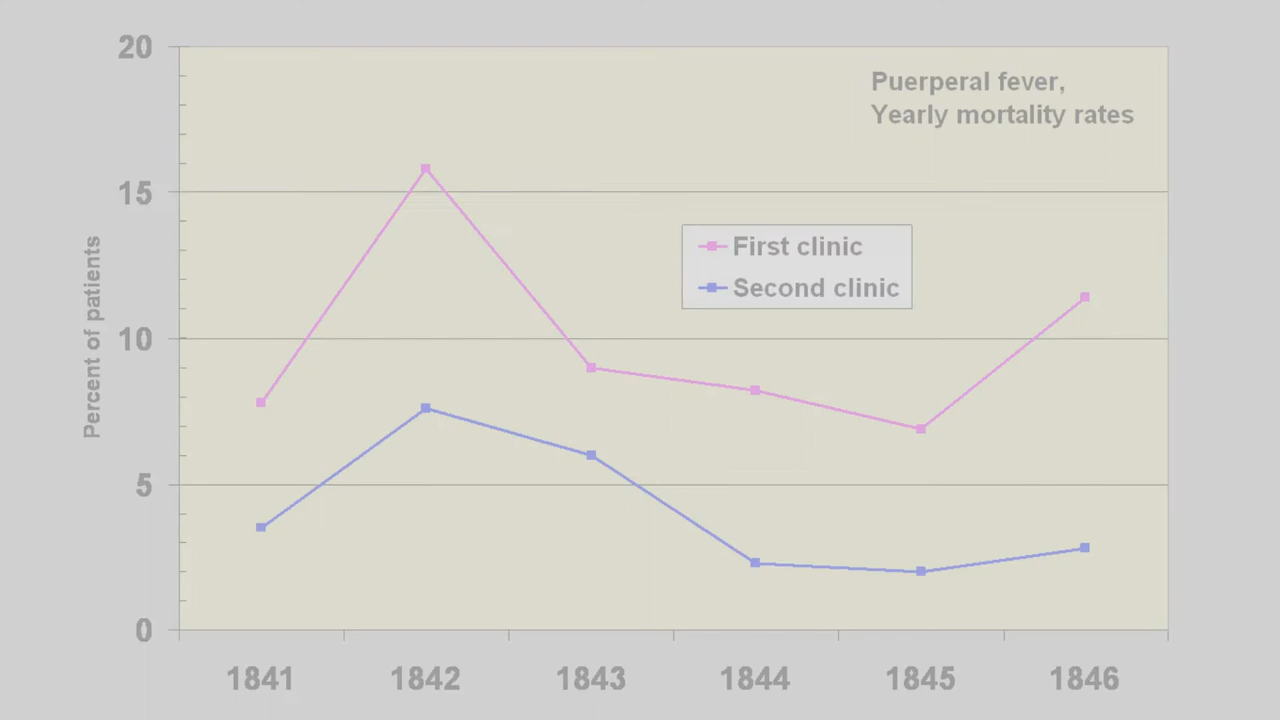 Puerperal fever,
Yearly mortality rates
First clinic
Second clinic
Percent of patients
20
15
10
5
0
1841 1842 1843 1844 1845 1846